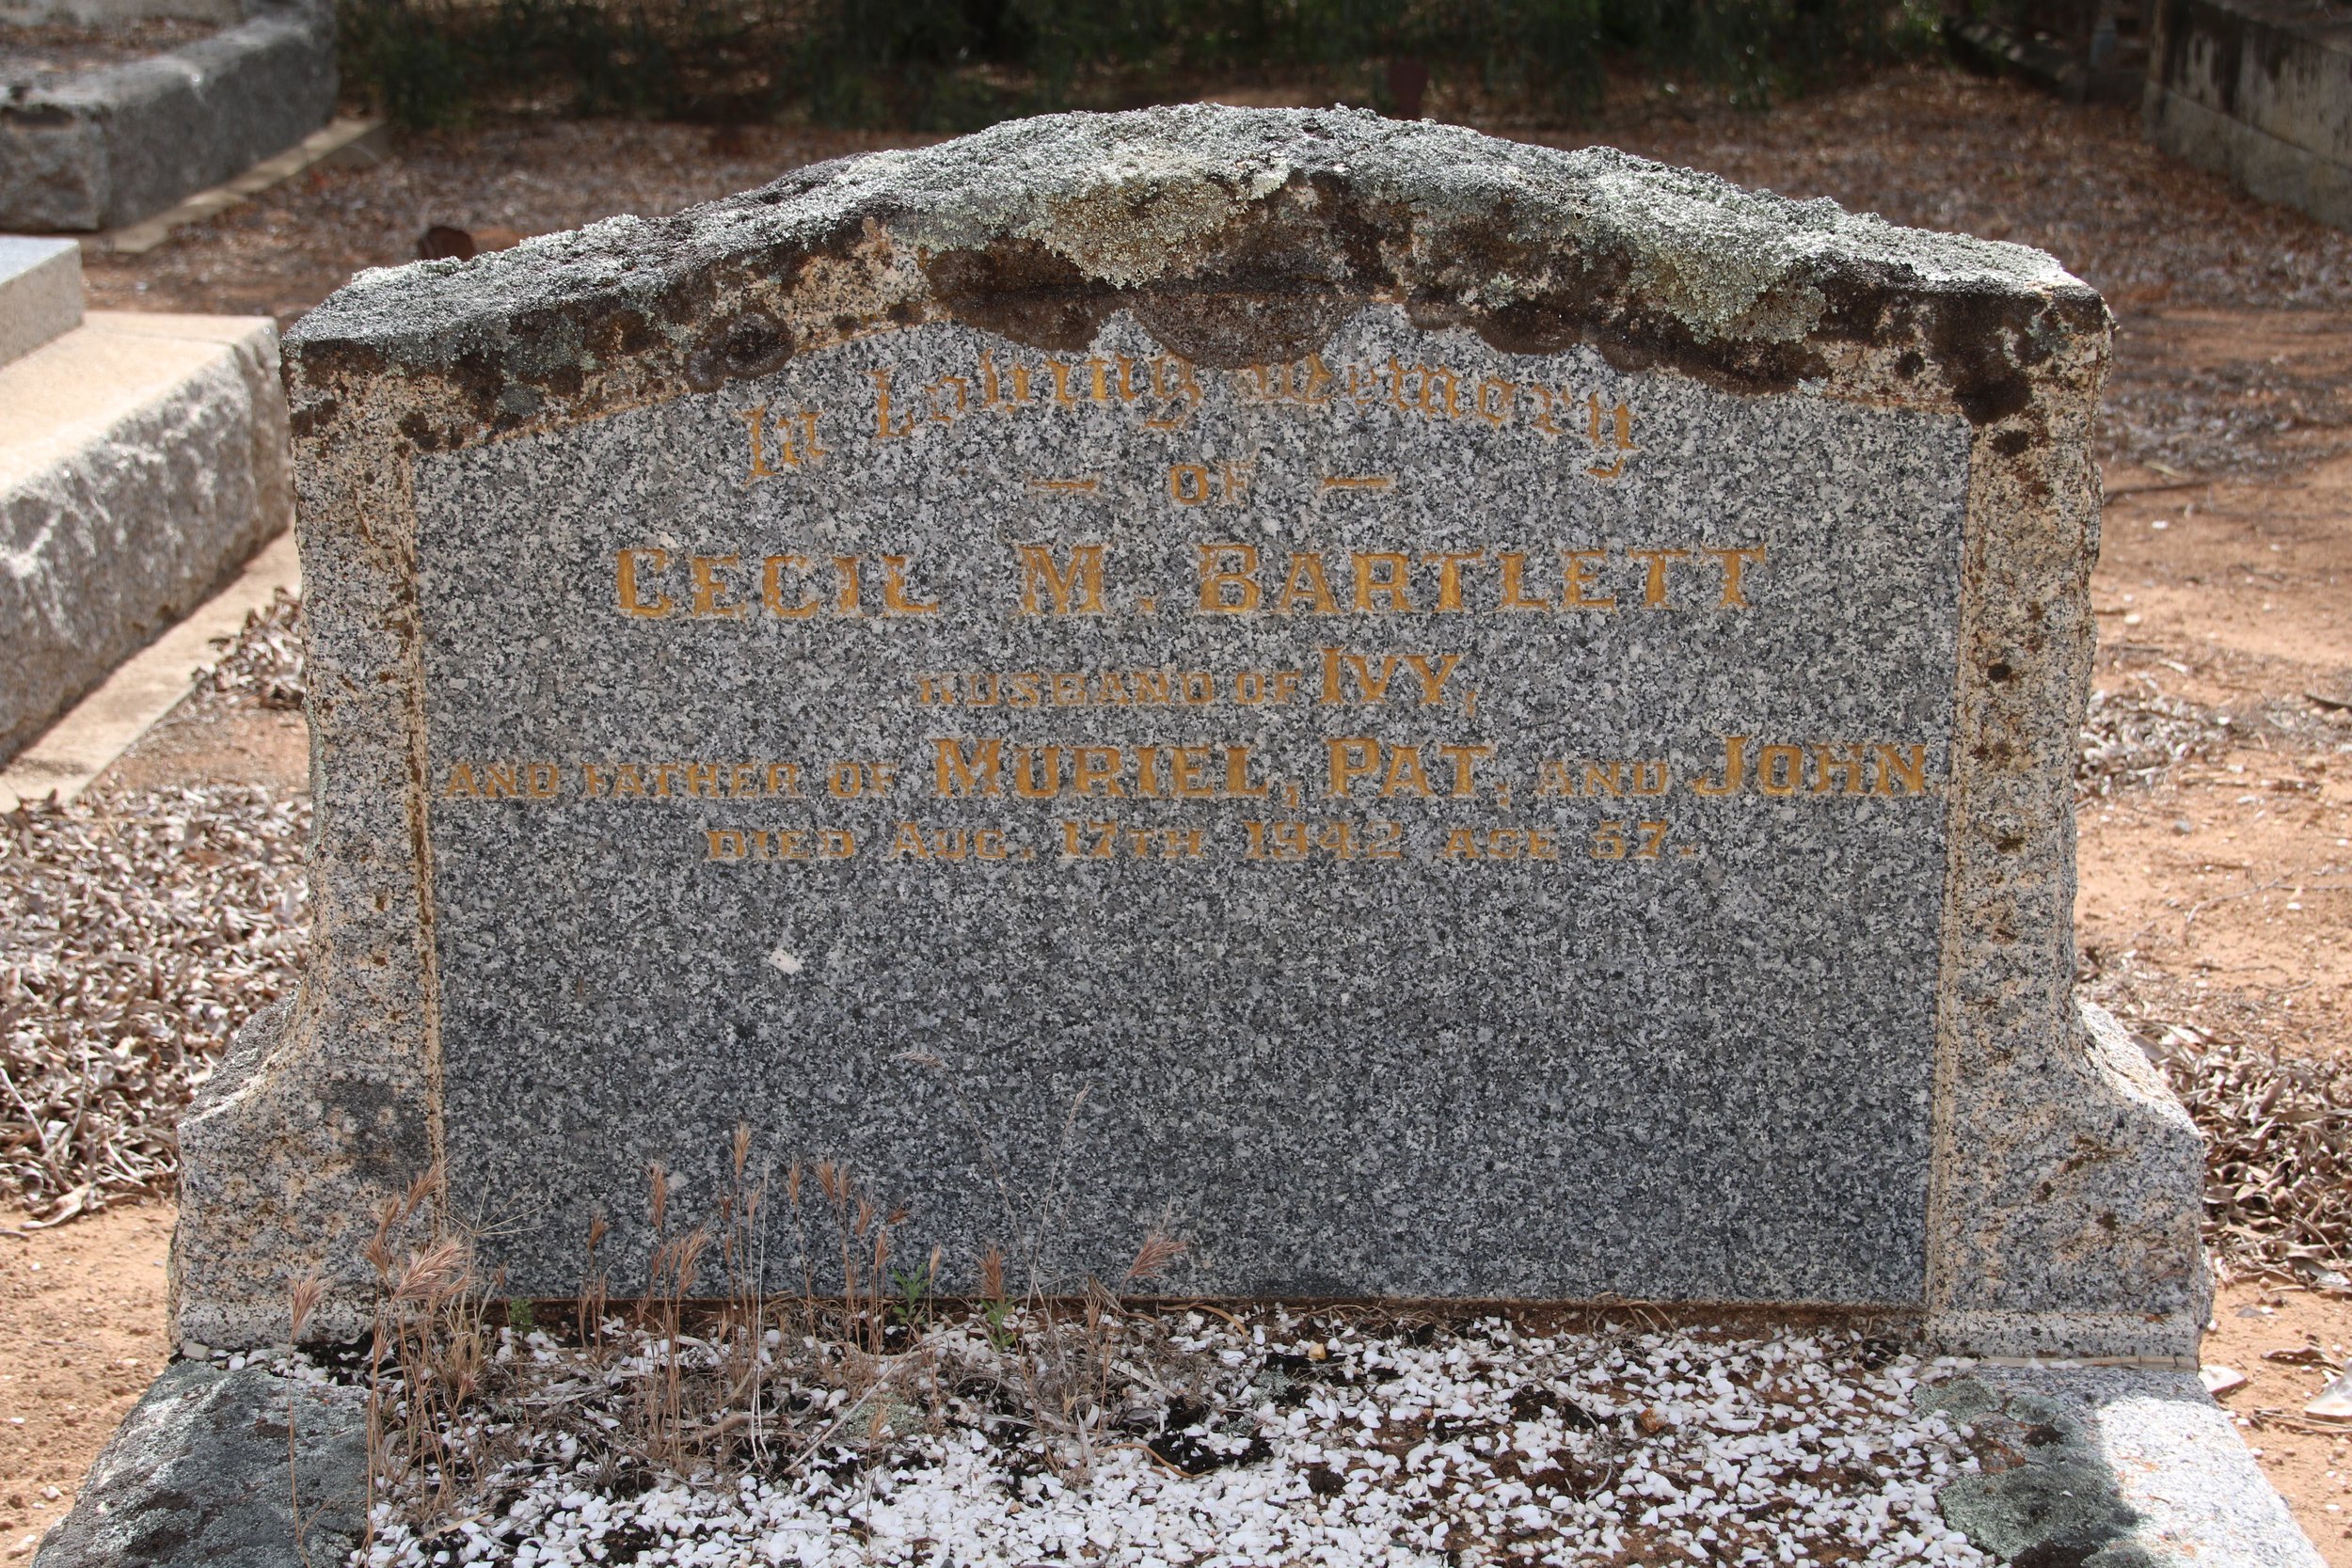 In Loving Memory
— OF —
CECIL M. BARTLETT
HUSBAND OF IVY,
AND FATHER OF MURIEL, PAT, AND JOHN
DIED AUG. 17TH 1942 AGE 57.